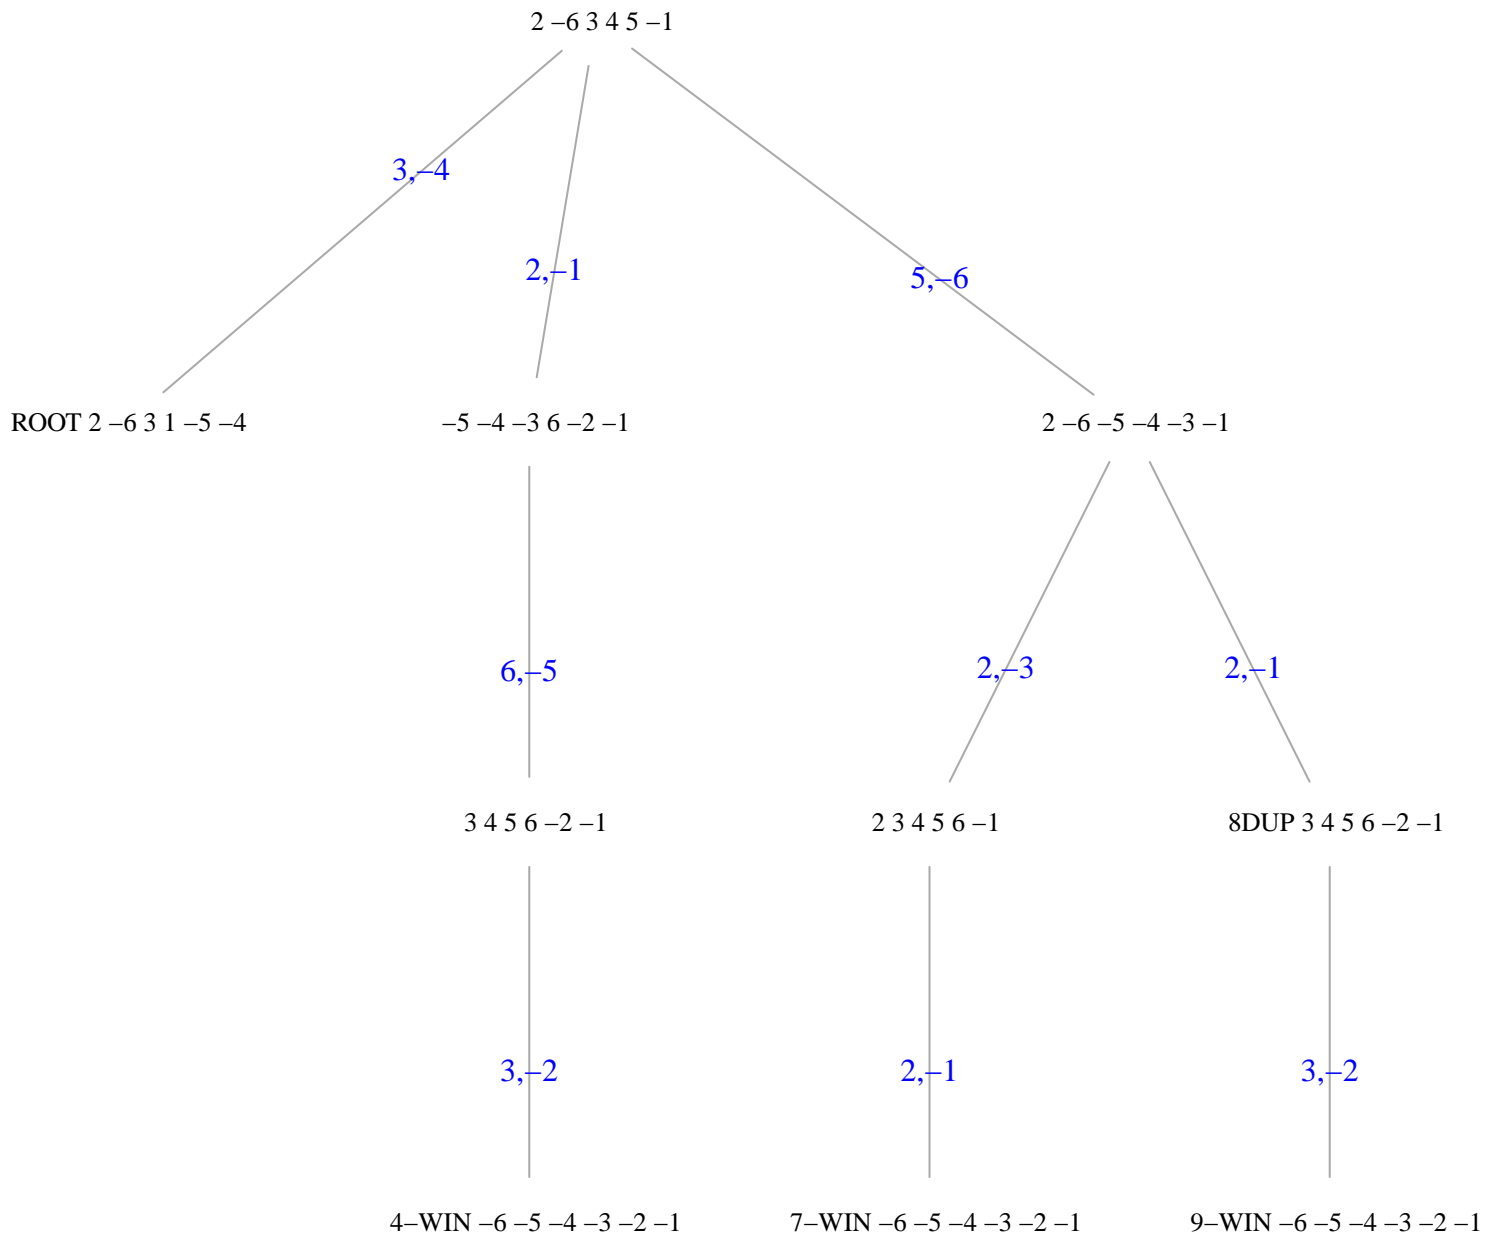 2 –6 3 4 5 –1
3,–4
2,–1
5,–6
ROOT 2 –6 3 1 –5 –4
–5 –4 –3 6 –2 –1
2 –6 –5 –4 –3 –1
6,–5
2,–3
2,–1
3 4 5 6 –2 –1
2 3 4 5 6 –1
8DUP 3 4 5 6 –2 –1
3,–2
2,–1
3,–2
4–WIN –6 –5 –4 –3 –2 –1
7–WIN –6 –5 –4 –3 –2 –1
9–WIN –6 –5 –4 –3 –2 –1